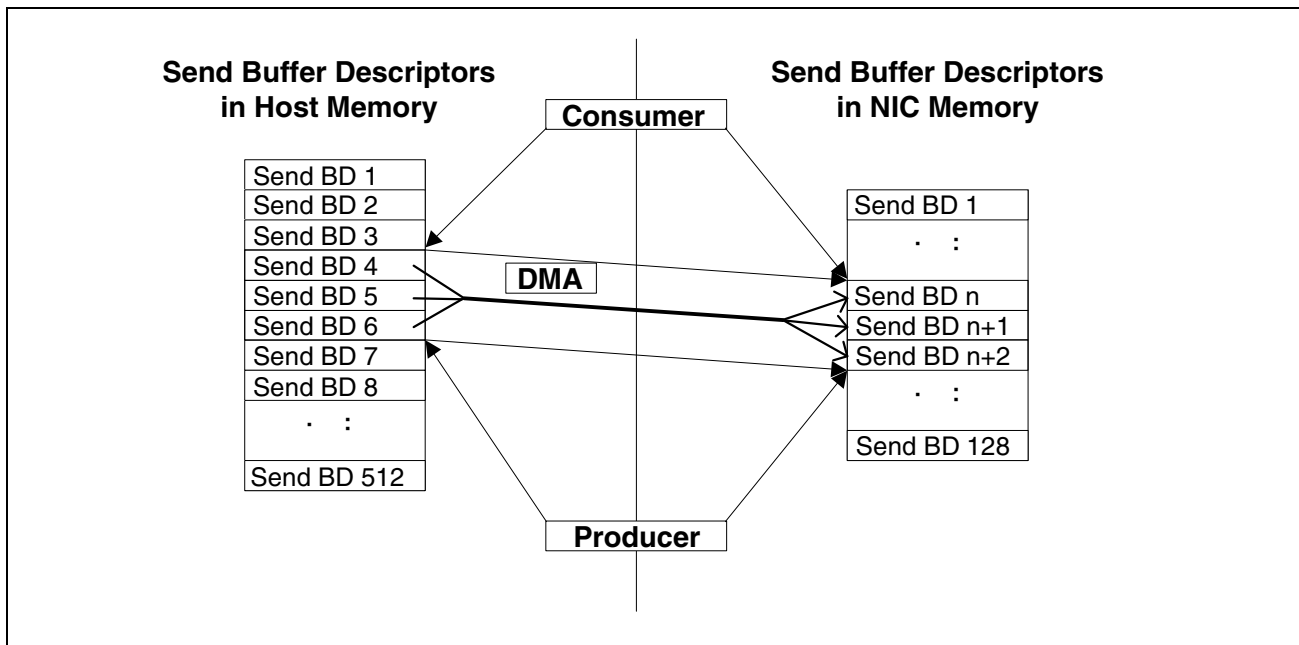 Send Buffer Descriptors
in Host Memory
Send Buffer Descriptors
in NIC Memory
Consumer
Send BD 1
Send BD 2
Send BD 3
Send BD 4
Send BD 5
Send BD 6
Send BD 7
Send BD 8
. :
Send BD 512
DMA
Send BD 1
. :
Send BD n
Send BD n+1
Send BD n+2
. :
Send BD 128
Producer